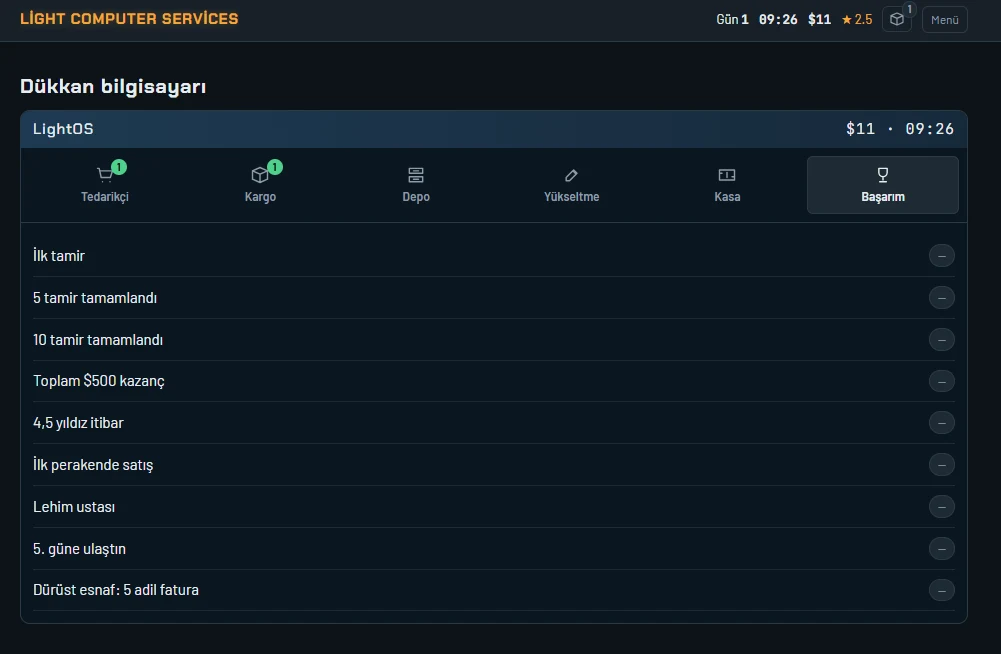 LİGHT COMPUTER SERVİCES
Gün 1 09:26 $11 ★ 2.5 1 Menü
Dükkan bilgisayarı
LightOS $11 · 09:26
1 1
Tedarikçi Kargo Depo Yükseltme Kasa Başarım
İlk tamir –
5 tamir tamamlandı –
10 tamir tamamlandı –
Toplam $500 kazanç –
4,5 yıldız itibar –
İlk perakende satış –
Lehim ustası –
5. güne ulaştın –
Dürüst esnaf: 5 adil fatura –